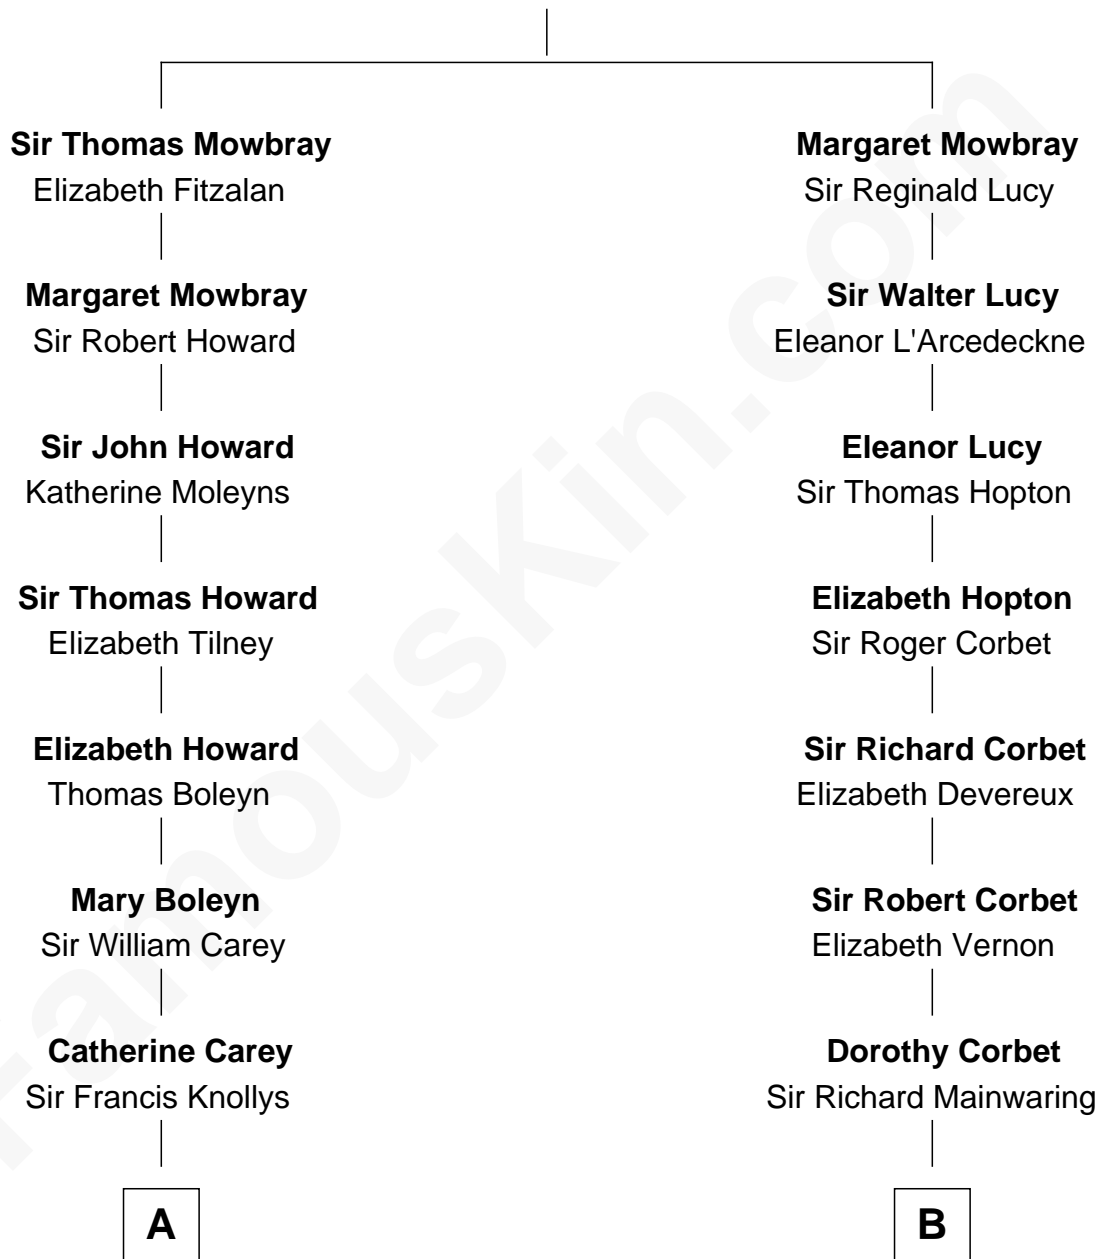 Sir Thomas Mowbray
Elizabeth Fitzalan
Margaret Mowbray
Sir Robert Howard
Sir John Howard
Katherine Moleyns
Sir Thomas Howard
Elizabeth Tilney
Elizabeth Howard
Thomas Boleyn
Mary Boleyn
Sir William Carey
Catherine Carey
Sir Francis Knollys
A
Margaret Mowbray
Sir Reginald Lucy
Sir Walter Lucy
Eleanor L'Arcedeckne
Eleanor Lucy
Sir Thomas Hopton
Elizabeth Hopton
Sir Roger Corbet
Sir Richard Corbet
Elizabeth Devereux
Sir Robert Corbet
Elizabeth Vernon
Dorothy Corbet
Sir Richard Mainwaring
B
FamousKin.com